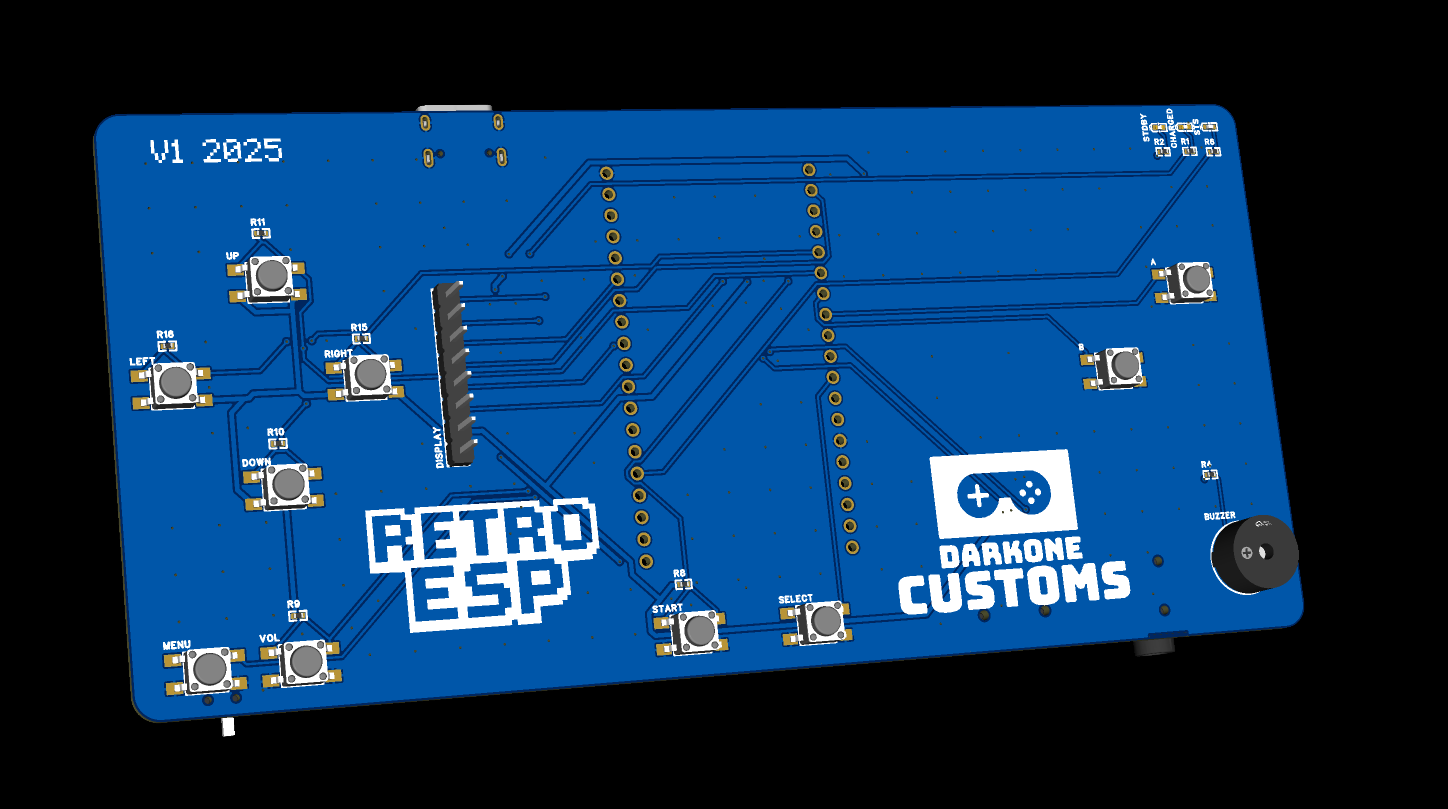 V1 2025
STDBY
CHARGED
STS
R2
R1
R6
R11
UP
R16
LEFT
R15
RIGHT
A
B
R10
DOWN
DISPLAY
RETRO
ESP
DARKONE
CUSTOMS
BUZZER
R9
VOL
MENU
R8
START
SELECT